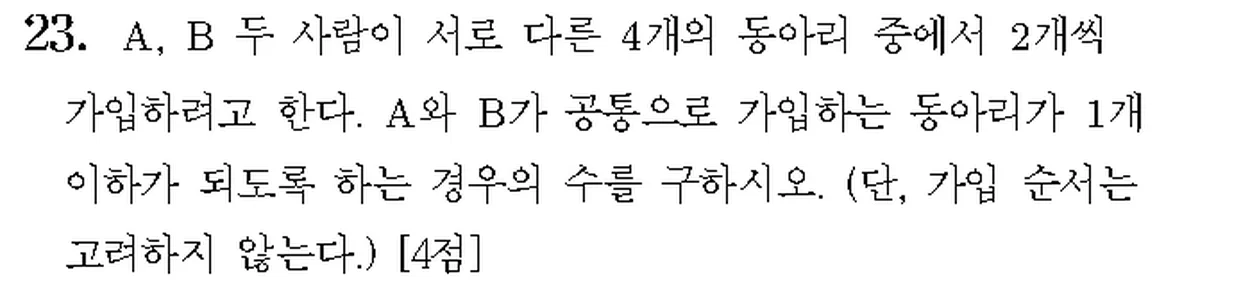 23. A, B 두 사람이 서로 다른 4개의 동아리 중에서 2개씩
가입하려고 한다. A와 B가 공통으로 가입하는 동아리가 1개
이하가 되도록 하는 경우의 수를 구하시오. (단, 가입 순서는
고려하지 않는다.) [4점]